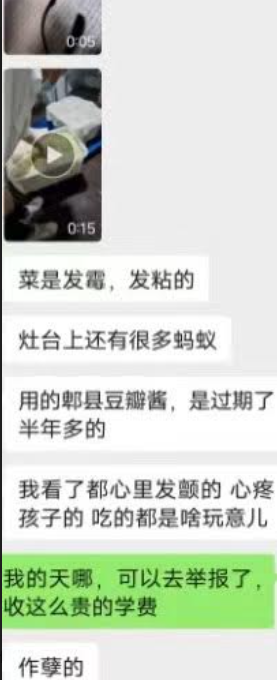 0:05
0:15
菜是发霉，发粘的
灶台上还有很多蚂蚁
用的郫县豆瓣酱，是过期了
半年多的
我看了都心里发颤的 心疼
孩子的 吃的都是啥玩意儿
我的天哪，可以去举报了，
收这么贵的学费
作孽的